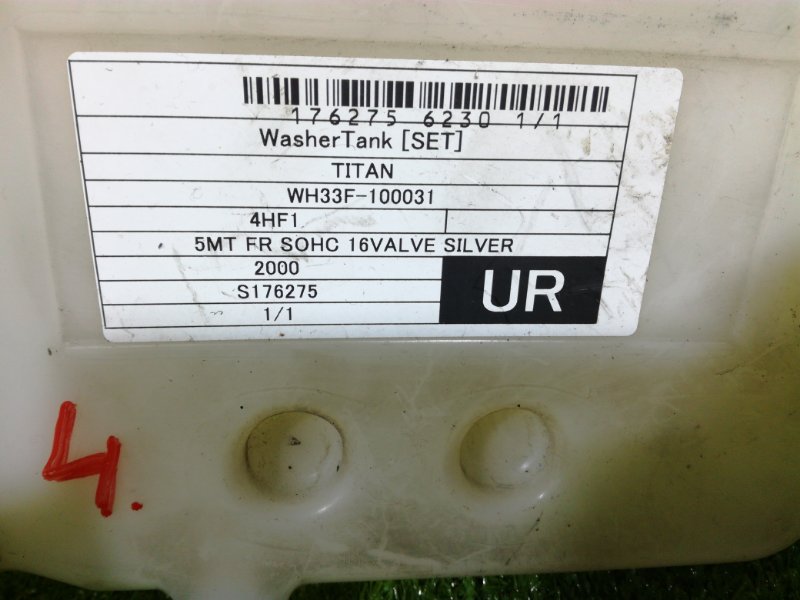 176275 6230 1/1
WasherTank [SET]
TITAN
WH33F-100031
4HF1
5MT FR SOHC 16VALVE SILVER
2000
S176275
1/1
UR
4.